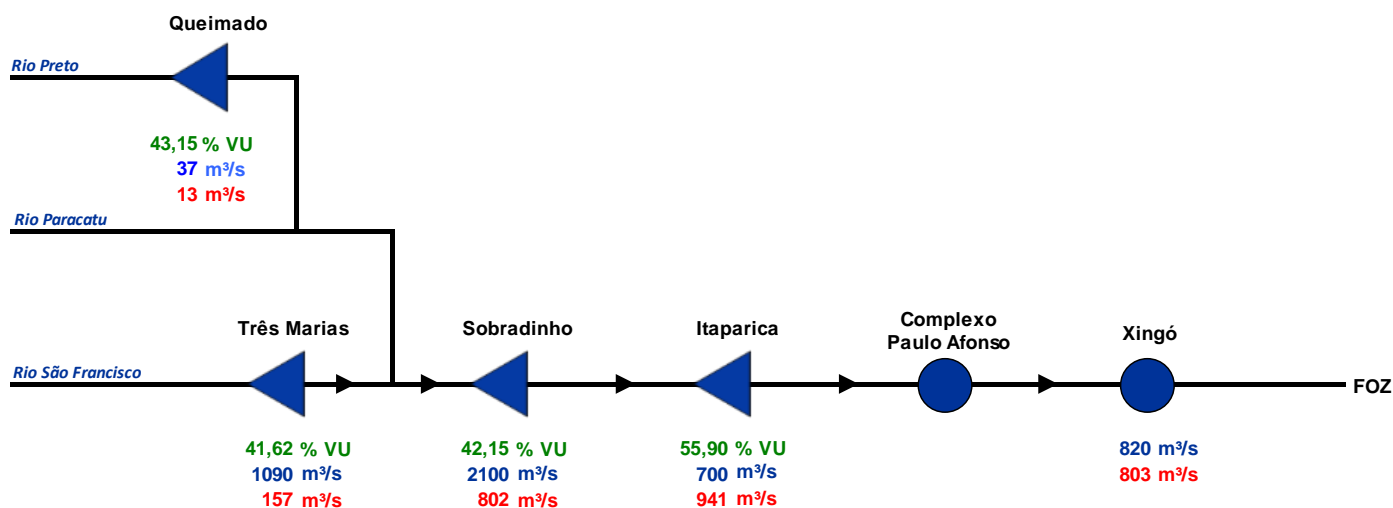 Queimado
Rio Preto
43,15 % VU
37 m³/s
13 m³/s
Rio Paracatu
Três Marias
Sobradinho
Itaparica
Complexo
Paulo Afonso
Xingó
Rio São Francisco
FOZ
41,62 % VU
1090 m³/s
157 m³/s
42,15 % VU
2100 m³/s
802 m³/s
55,90 % VU
700 m³/s
941 m³/s
820 m³/s
803 m³/s